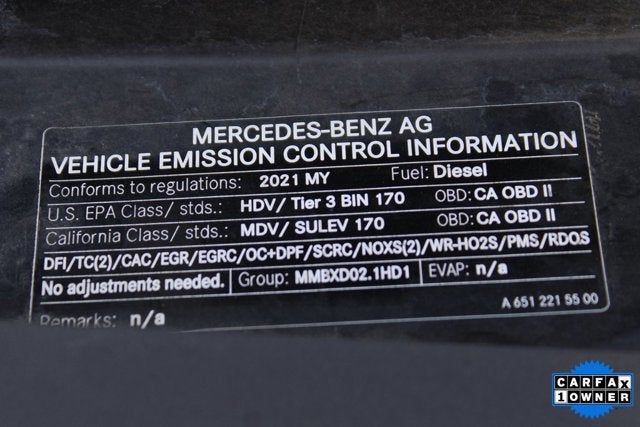 MERCEDES-BENZ AG
VEHICLE EMISSION CONTROL INFORMATION
Conforms to regulations: 2021 MY Fuel: Diesel
U.S. EPA Class/ stds.: HDV/ Tier 3 BIN 170 OBD: CA OBD II
California Class/ stds.: MDV/ SULEV 170 OBD: CA OBD II
DFI/TC(2)/CAC/EGR/EGRC/OC+DPF/SCRC/NOXS(2)/WR-HO2S/PMS/RDQS
No adjustments needed. Group: MMBXD02.1HD1 EVAP: n/a
A 651 221 55 00
Remarks: n/a
CARFAX
1 OWNER